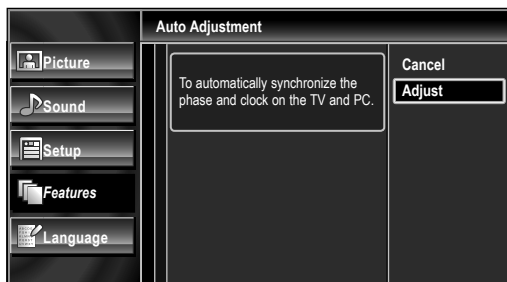 Auto Adjustment
Picture
Sound
Setup
Features
Language
To automatically synchronize the
phase and clock on the TV and PC.
Cancel
Adjust